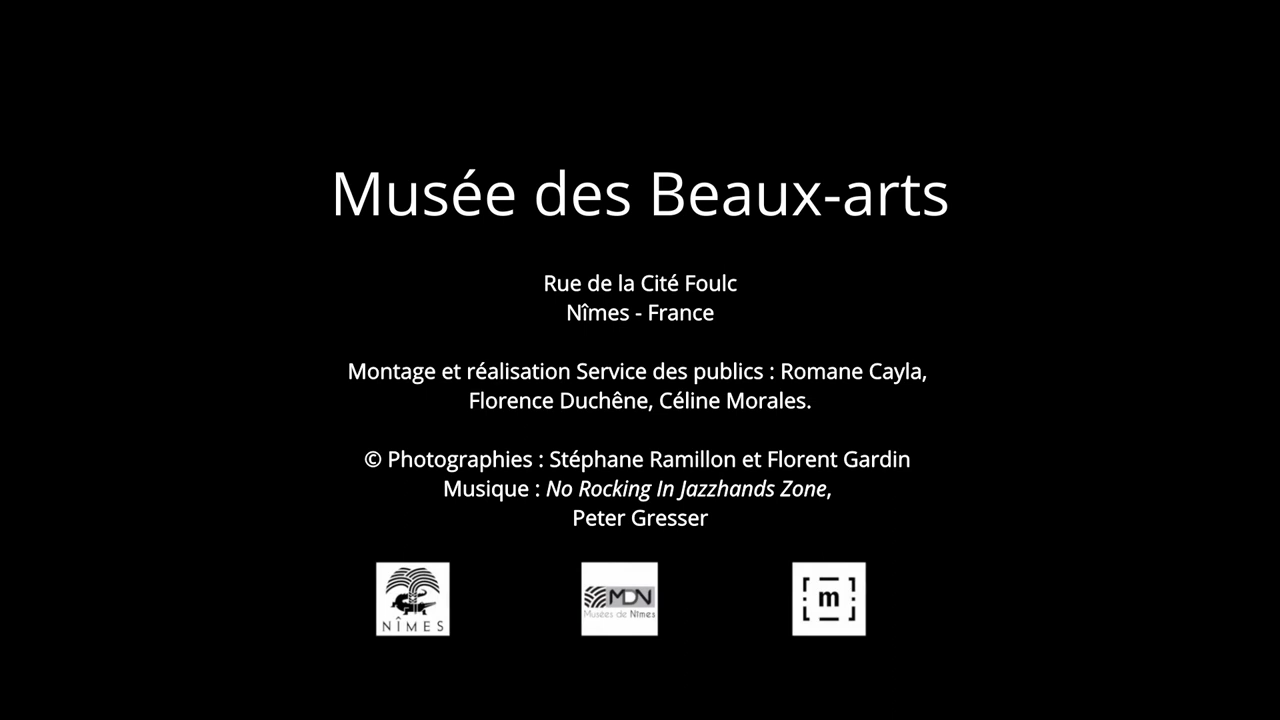 Musée des Beaux-arts
Rue de la Cité Foulc
Nîmes - France
Montage et réalisation Service des publics : Romane Cayla,
Florence Duchêne, Céline Morales.
© Photographies : Stéphane Ramillon et Florent Gardin
Musique : No Rocking In Jazzhands Zone,
Peter Gresser
NÎMES
MDN
Musées de Nîmes
[m]